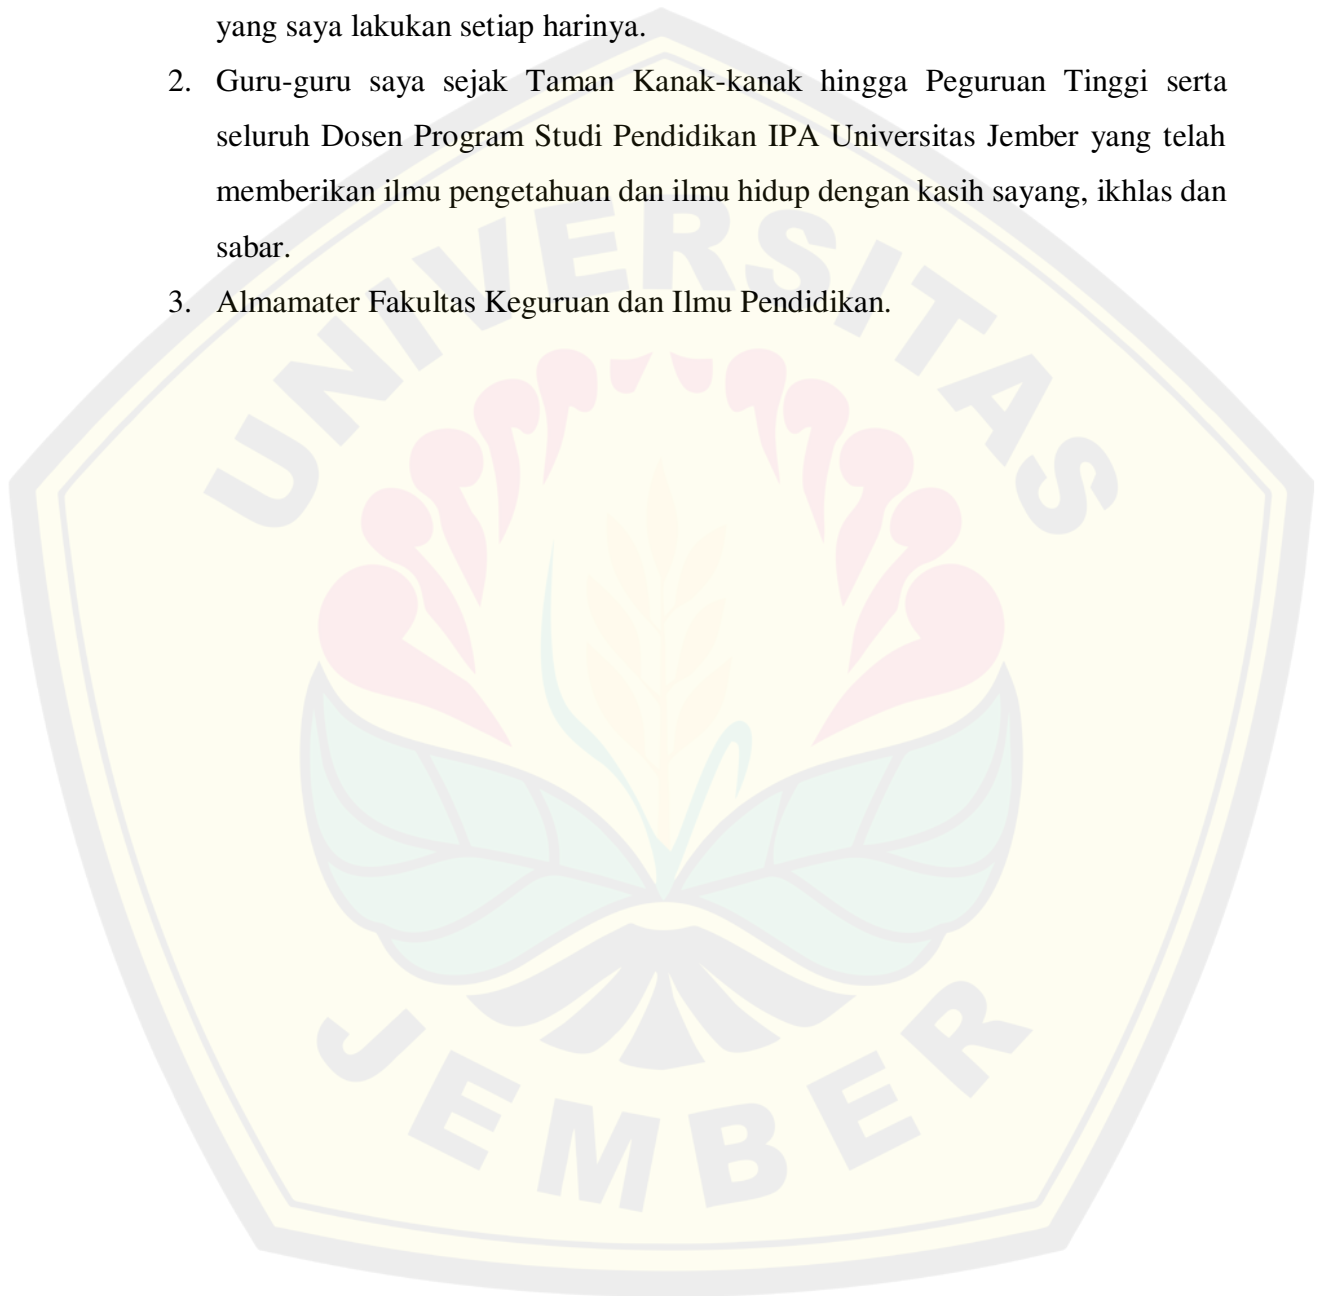 yang saya lakukan setiap harinya.
2. Guru-guru saya sejak Taman Kanak-kanak hingga Peguruan Tinggi serta
seluruh Dosen Program Studi Pendidikan IPA Universitas Jember yang telah
memberikan ilmu pengetahuan dan ilmu hidup dengan kasih sayang, ikhlas dan
sabar.
3. Almamater Fakultas Keguruan dan Ilmu Pendidikan.
UNIVERSITAS
JEMBER